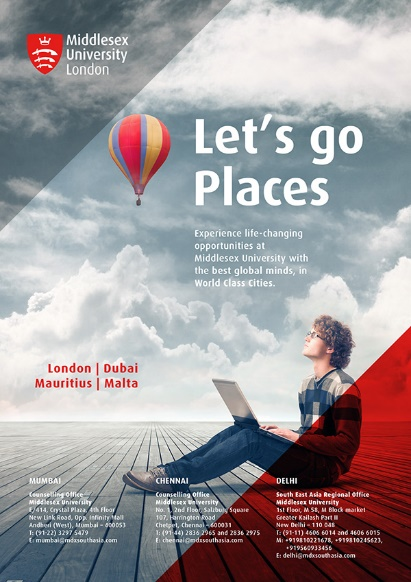 Middlesex
University
London
Let's go
Places
Experience life-changing
opportunities at
Middlesex University with
the best global minds, in
World Class Cities.
London | Dubai
Mauritius | Malta
MUMBAI
Counselling Office
Middlesex University
B/414, Crystal Plaza, 4th Floor
New Link Road, Opp. Infinity Mall
Andheri (West), Mumbai – 400053
T: (91-22) 3297 5479
E: mumbai@mdxsouthasia.com
CHENNAI
Counselling Office
Middlesex University
No. 1, 2nd Floor, Salzburg Square
107, Harrington Road
Chetpet, Chennai – 600031
T: (91-44) 2836 2965 and 2836 2975
E: chennai@mdxsouthasia.com
DELHI
South East Asia Regional Office
Middlesex University
1st Floor, M 58, M Block market
Greater Kailash Part II
New Delhi – 110 048
T: (91-11) 4606 6014 and 4606 6015
M: +919810221678, +919810245623,
+919560933456
E: delhi@mdxsouthasia.com